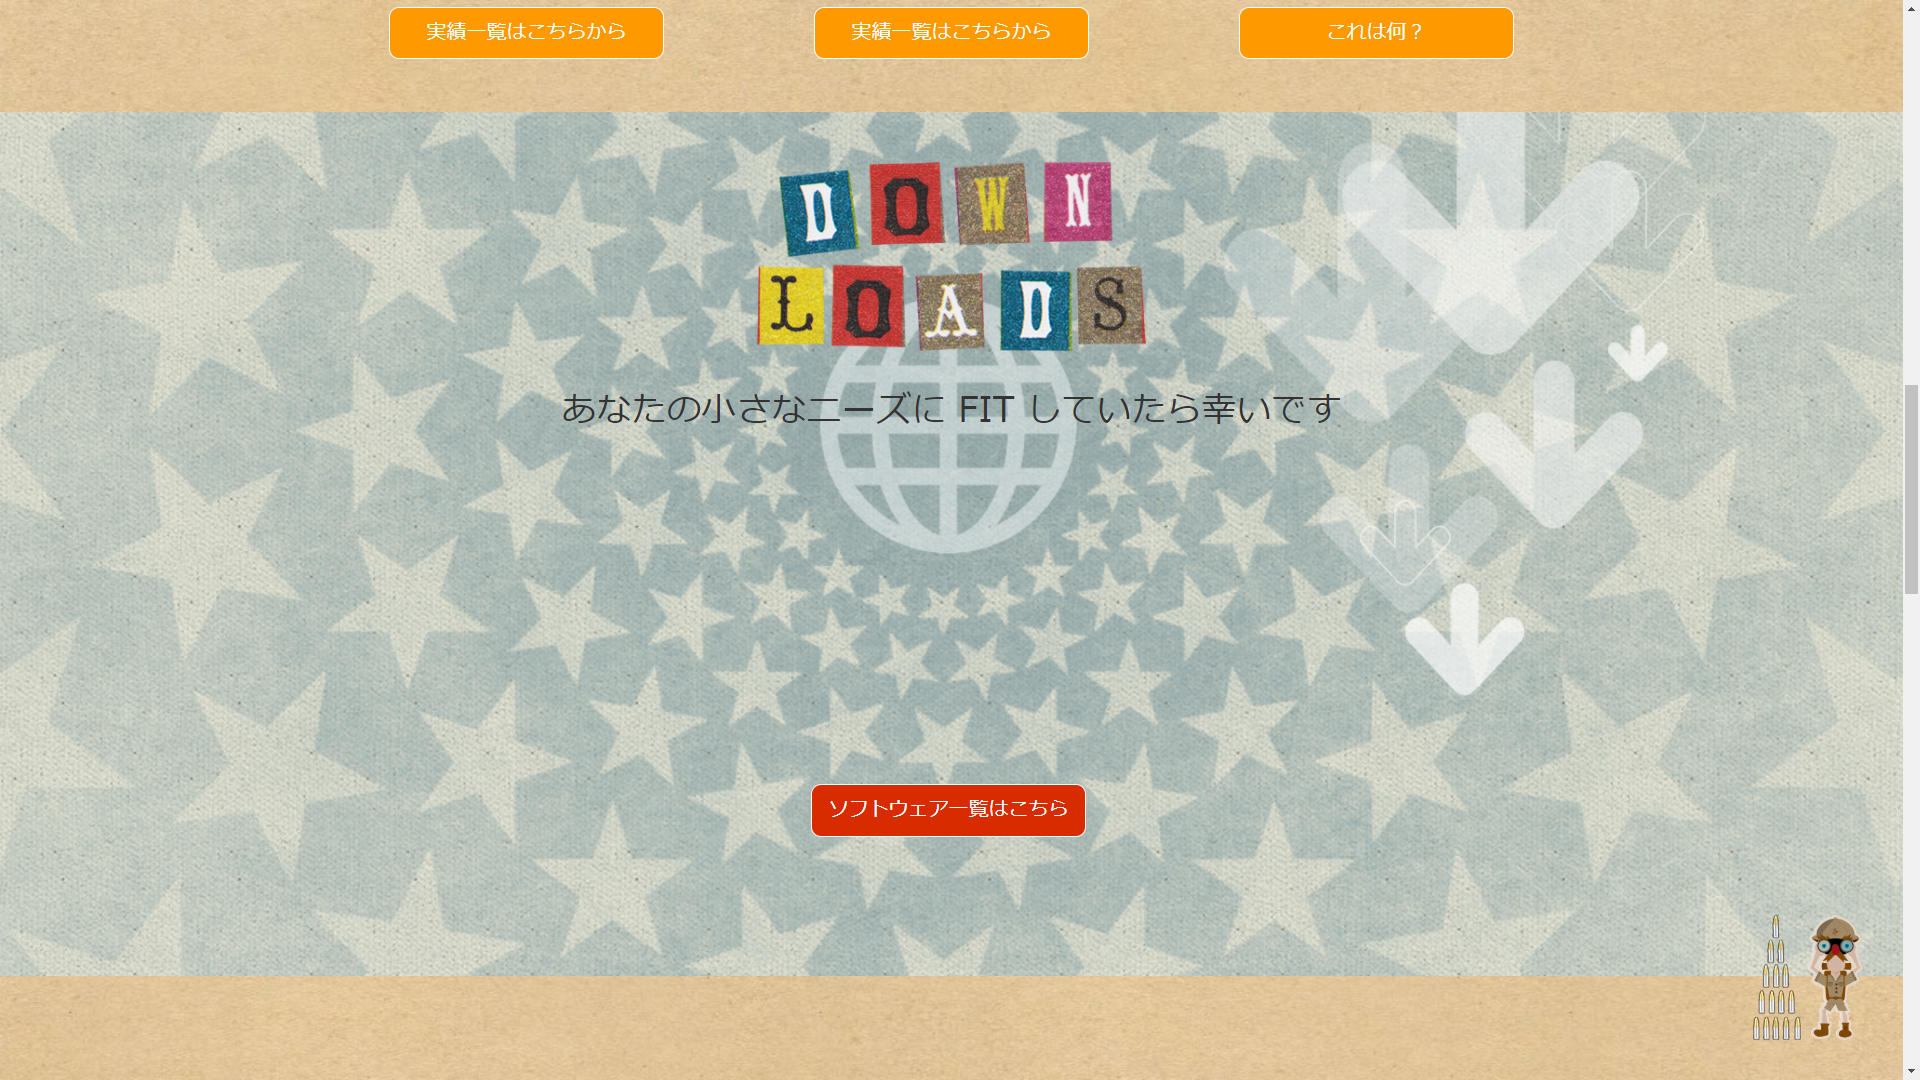 実績一覧はこちらから
実績一覧はこちらから
これは何？
DOWN
LOADS
あなたの小さなニーズに FIT していたら幸いです
ソフトウェア一覧はこちら